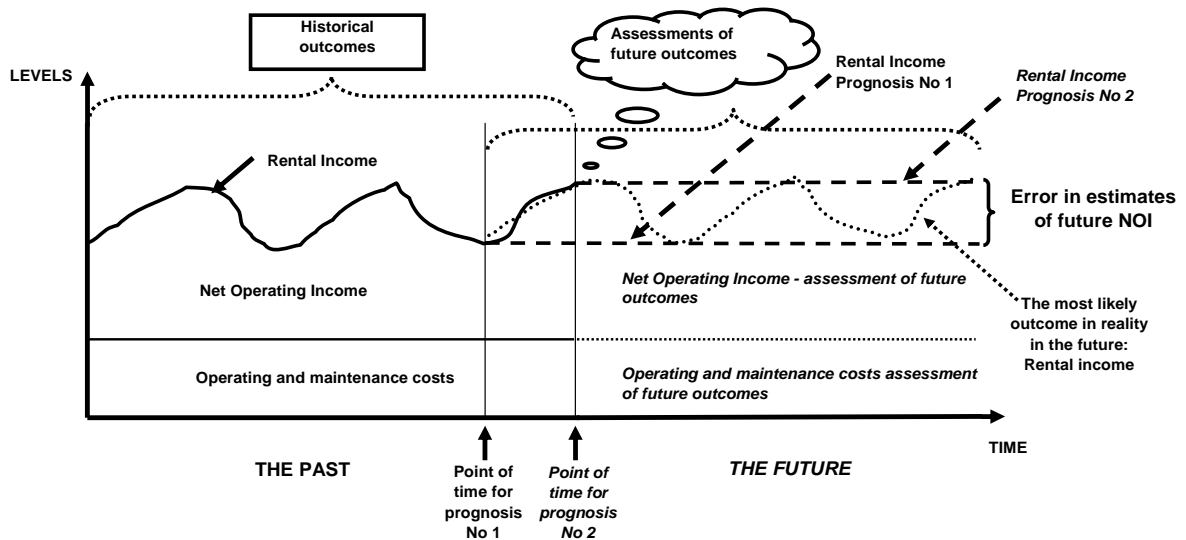 Historical
outcomes
Assessments of
future outcomes
LEVELS
Rental Income
Prognosis No 1
Rental Income
Prognosis No 2
Rental Income
Error in estimates
of future NOI
Net Operating Income
Net Operating Income - assessment of future
outcomes
The most likely
outcome in reality
in the future:
Rental income
Operating and maintenance costs
Operating and maintenance costs assessment
of future outcomes
TIME
THE PAST
Point of
time for
prognosis
No 1
Point of
time for
prognosis
No 2
THE FUTURE